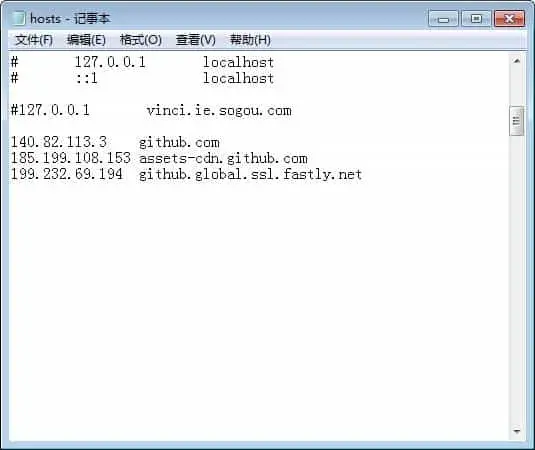 hosts - 记事本
文件(F) 编辑(E) 格式(O) 查看(V) 帮助(H)
# 127.0.0.1 localhost
# ::1 localhost
#127.0.0.1 vinci.ie.sogou.com
140.82.113.3 github.com
185.199.108.153 assets-cdn.github.com
199.232.69.194 github.global.ssl.fastly.net